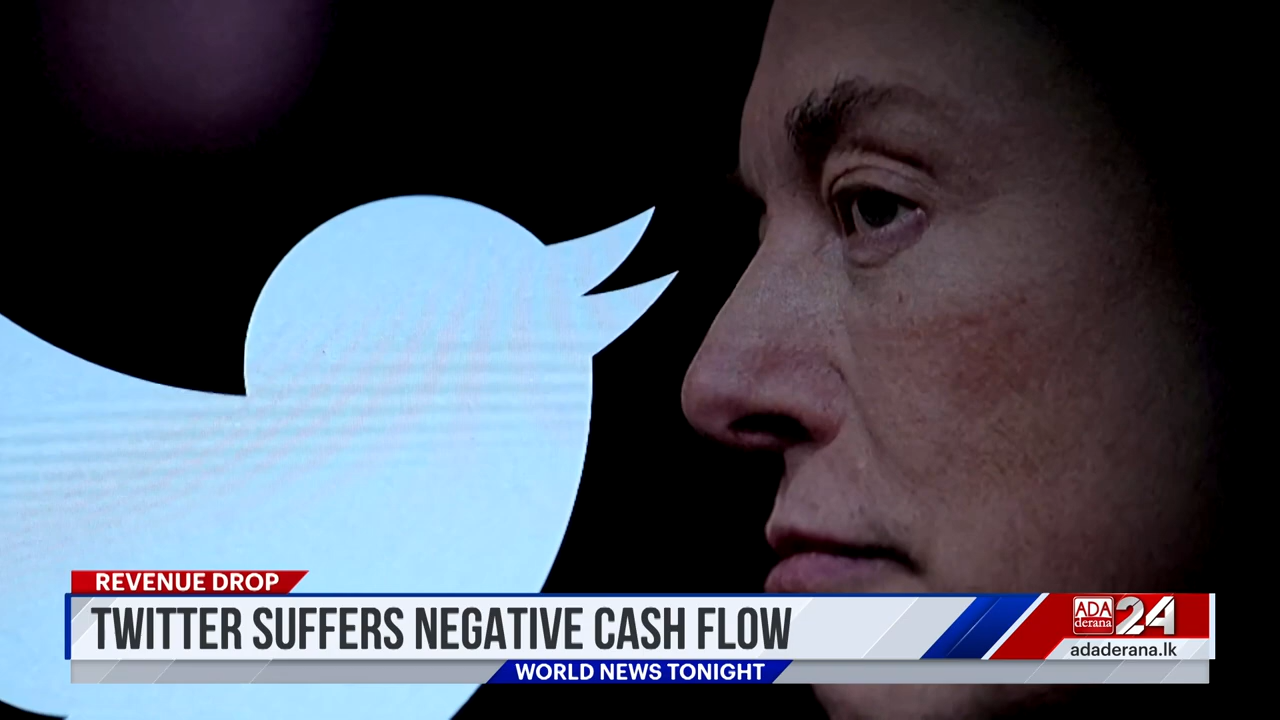 REVENUE DROP
TWITTER SUFFERS NEGATIVE CASH FLOW
ADA
derana
24
adaderana.lk
WORLD NEWS TONIGHT